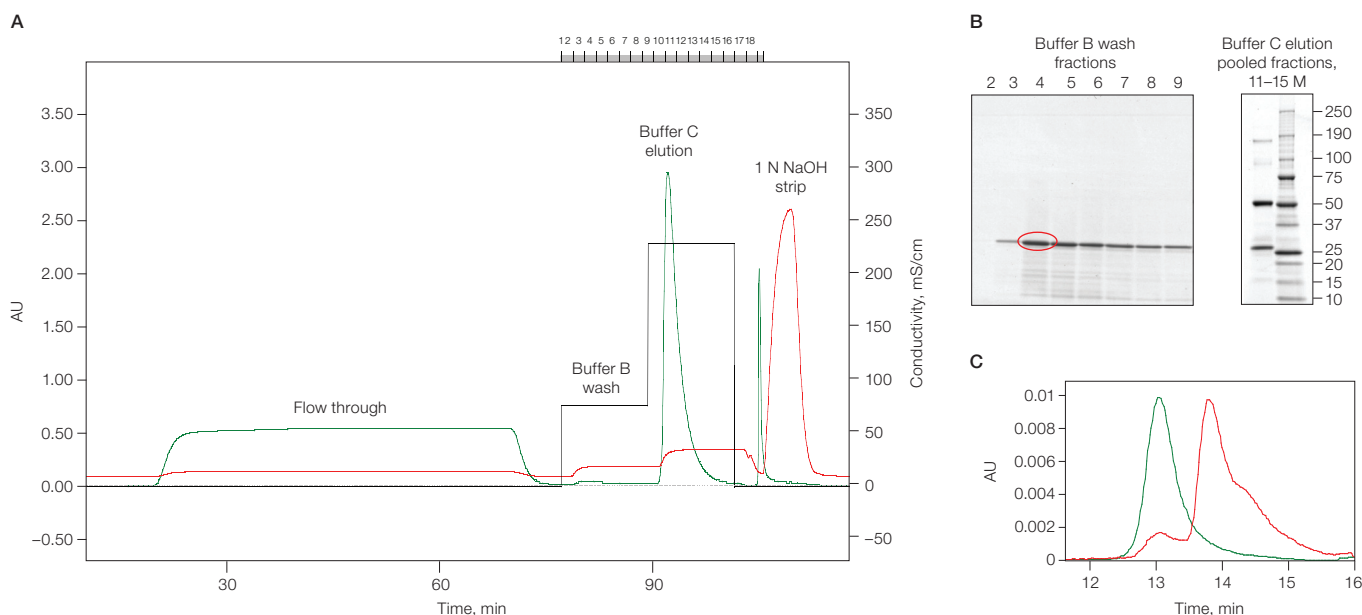 A
1 2 3 4 5 6 7 8 9 10 11 12 13 14 15 16 17 18
3.50
3.00
2.50
2.00
1.50
1.00
0.50
0.00
−0.50
AU
350
300
250
200
150
100
50
0
−50
Conductivity, mS/cm
Flow through
Buffer B
wash
Buffer C
elution
1 N NaOH
strip
30 60 90
Time, min
B
Buffer B wash
fractions
2 3 4 5 6 7 8 9
Buffer C elution
pooled fractions,
11–15 M
250
190
100
75
50
37
25
20
15
10
C
0.01
0.008
0.006
0.004
0.002
0
AU
12 13 14 15 16
Time, min